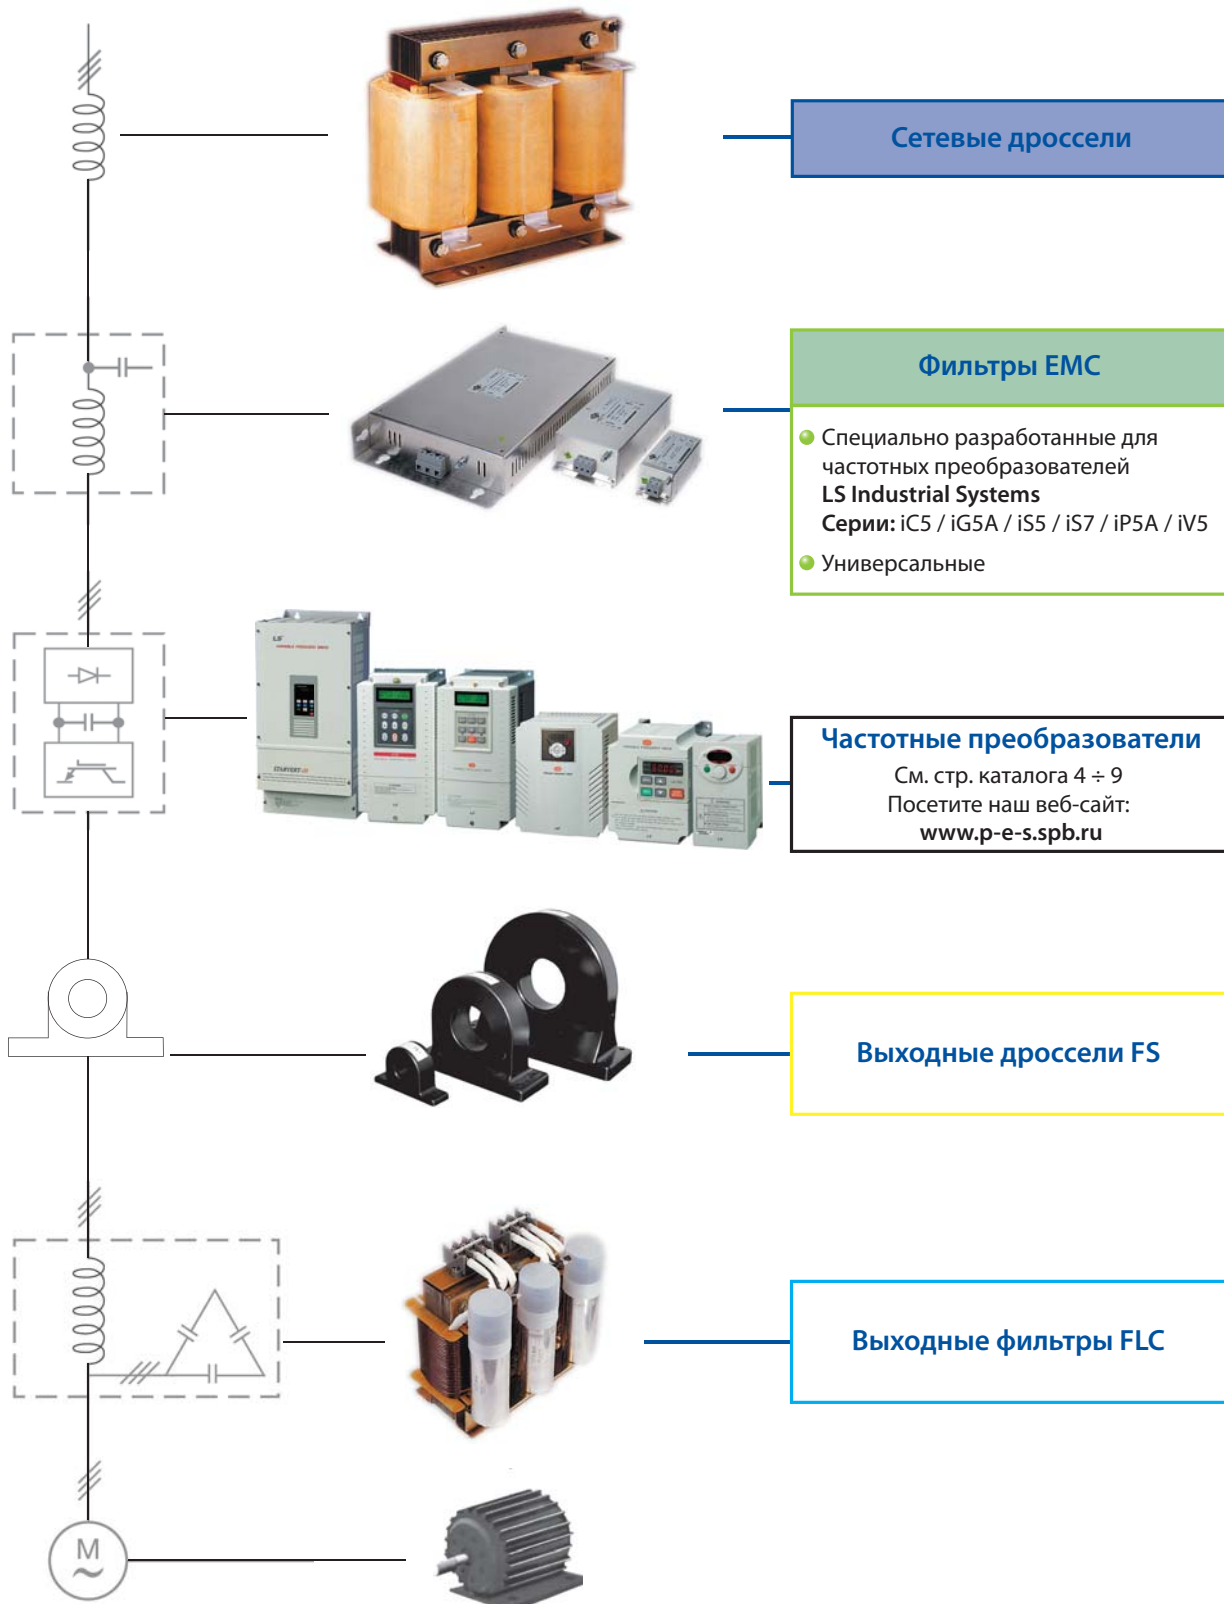 Сетевые дроссели
Фильтры EMC
Специально разработанные для
частотных преобразователей
LS Industrial Systems
Серии: iC5 / iG5A / iS5 / iS7 / iP5A / iV5
Универсальные
LS
Частотные преобразователи
См. стр. каталога 4 ÷ 9
Посетите наш веб-сайт:
www.p-e-s.spb.ru
Выходные дроссели FS
Выходные фильтры FLC
M
~